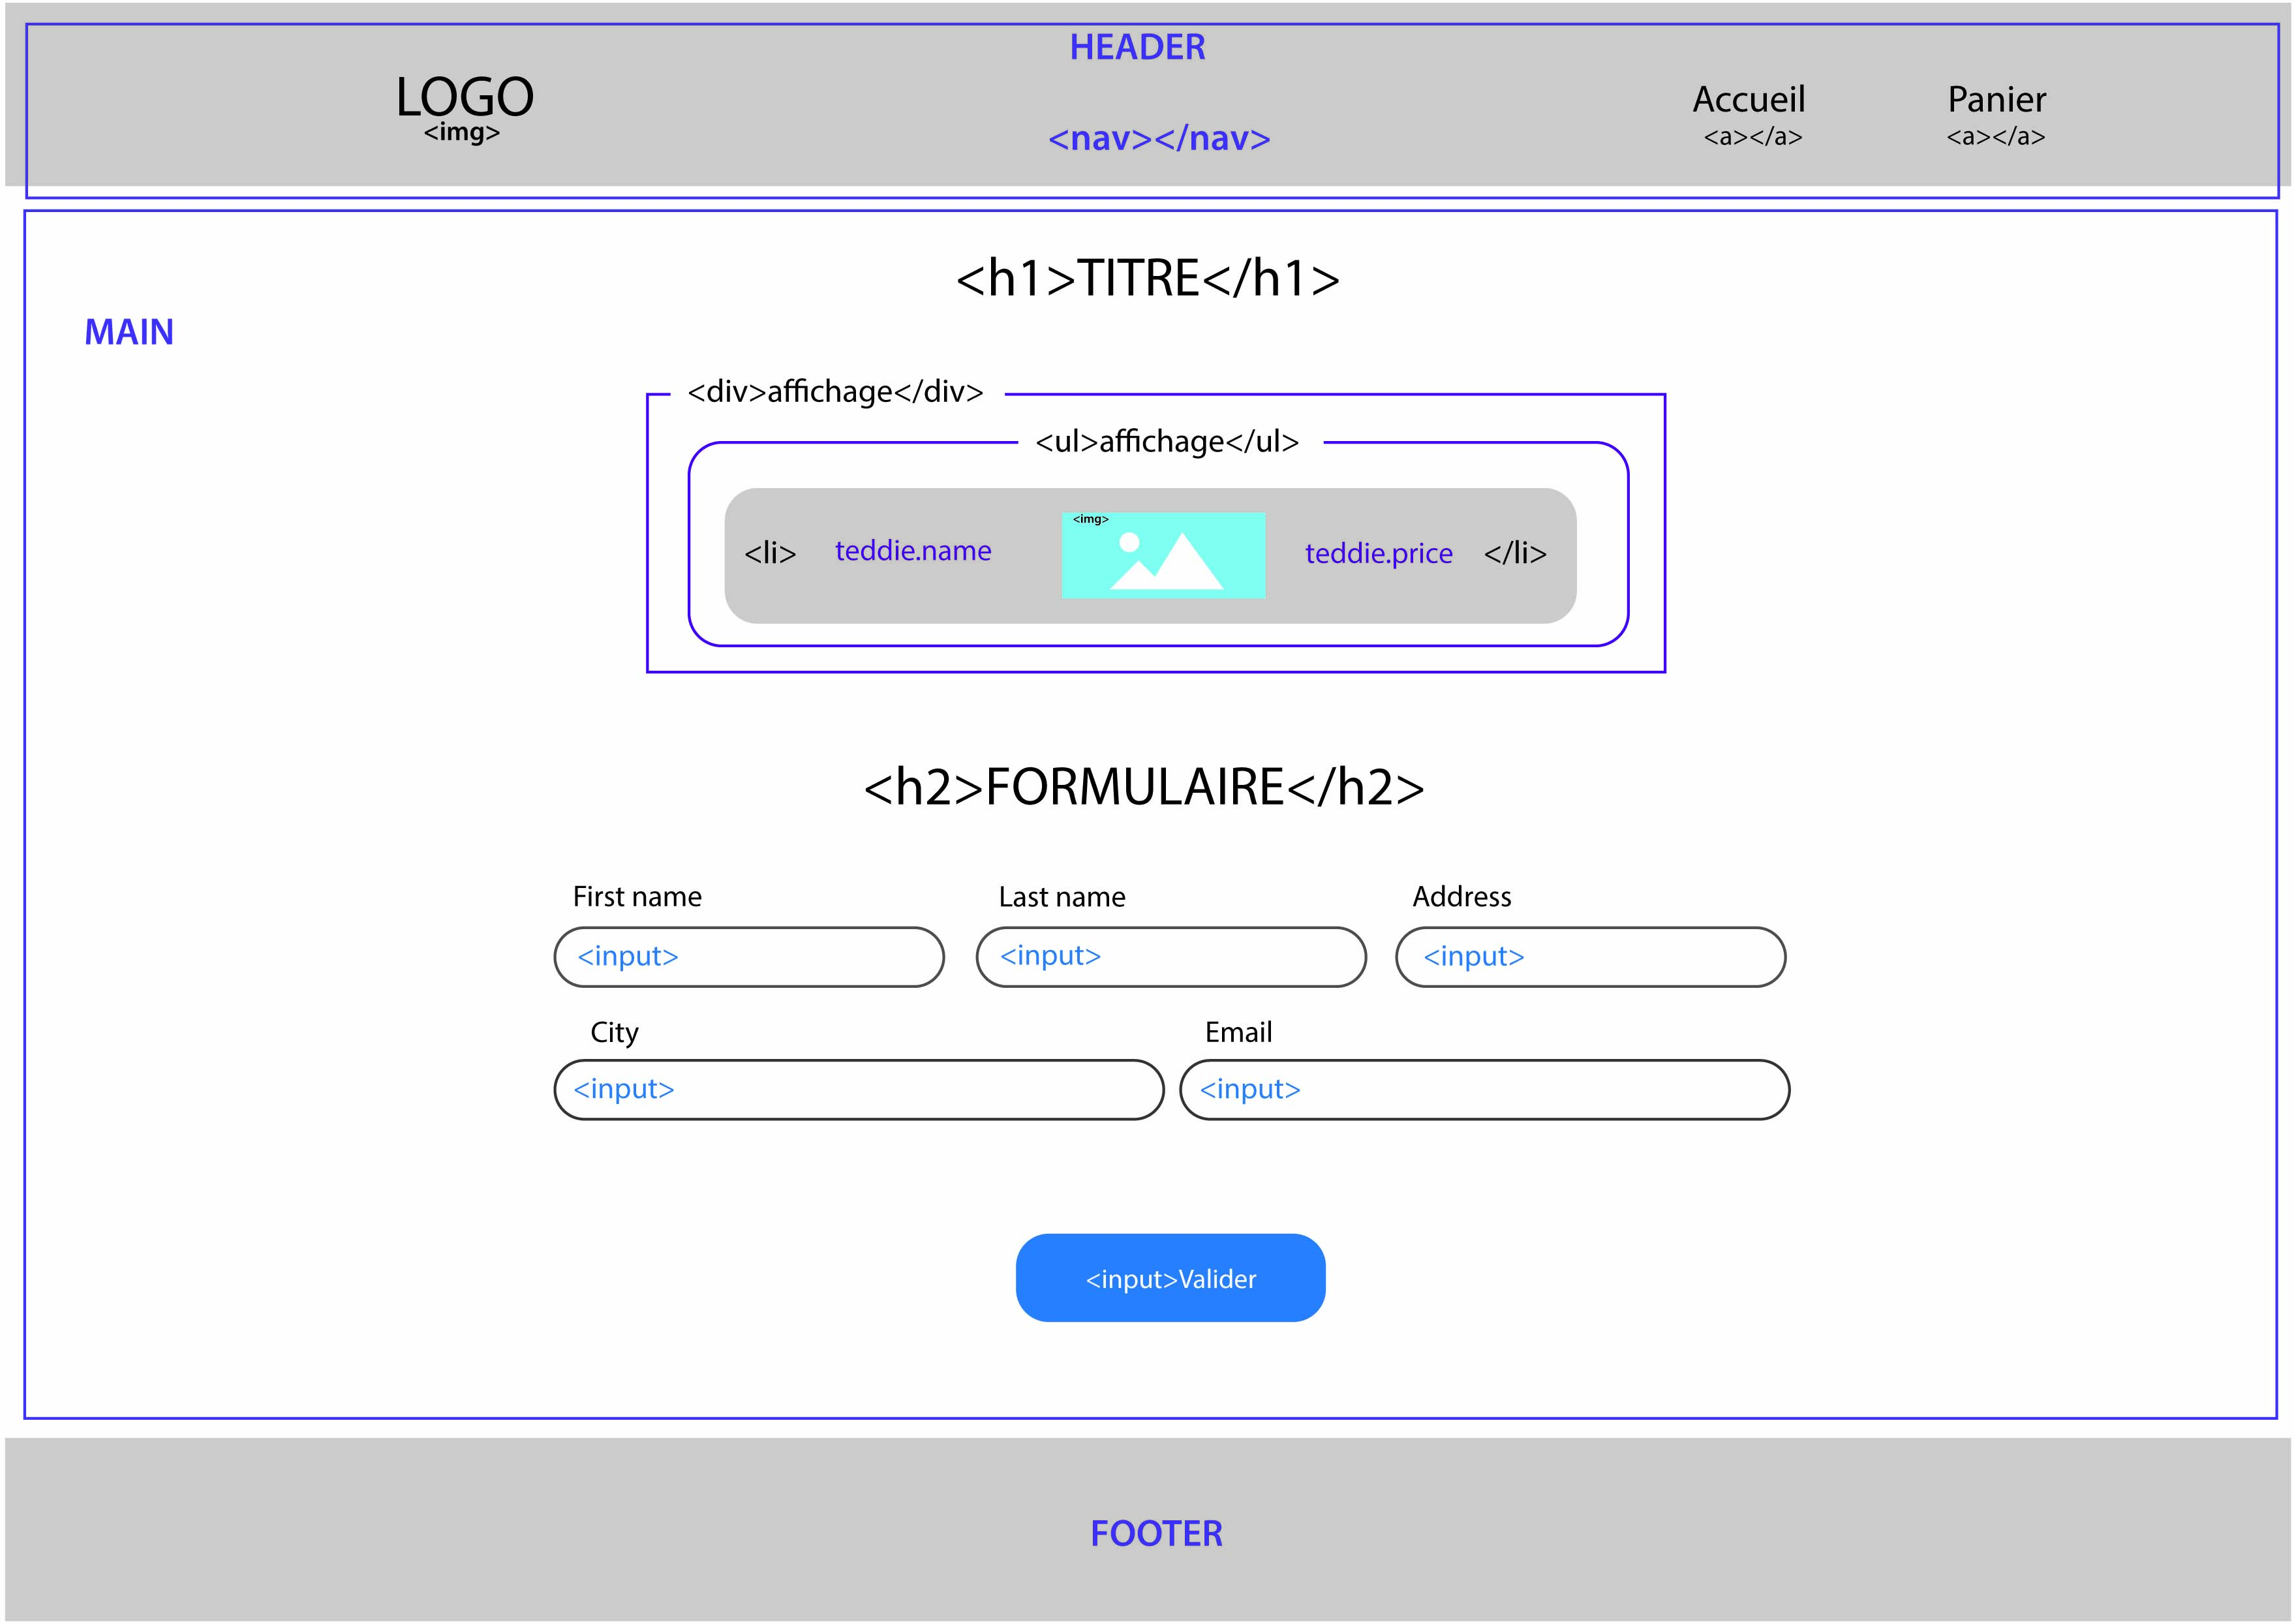 HEADER
LOGO
<img>
<nav></nav>
Accueil
<a></a>
Panier
<a></a>
<h1>TITRE</h1>
MAIN
<div>affichage</div>
<ul>affichage</ul>
<li>
teddie.name
<img>
teddie.price
</li>
<h2>FORMULAIRE</h2>
First name
Last name
Address
<input>
<input>
<input>
City
Email
<input>
<input>
<input>Valider
FOOTER